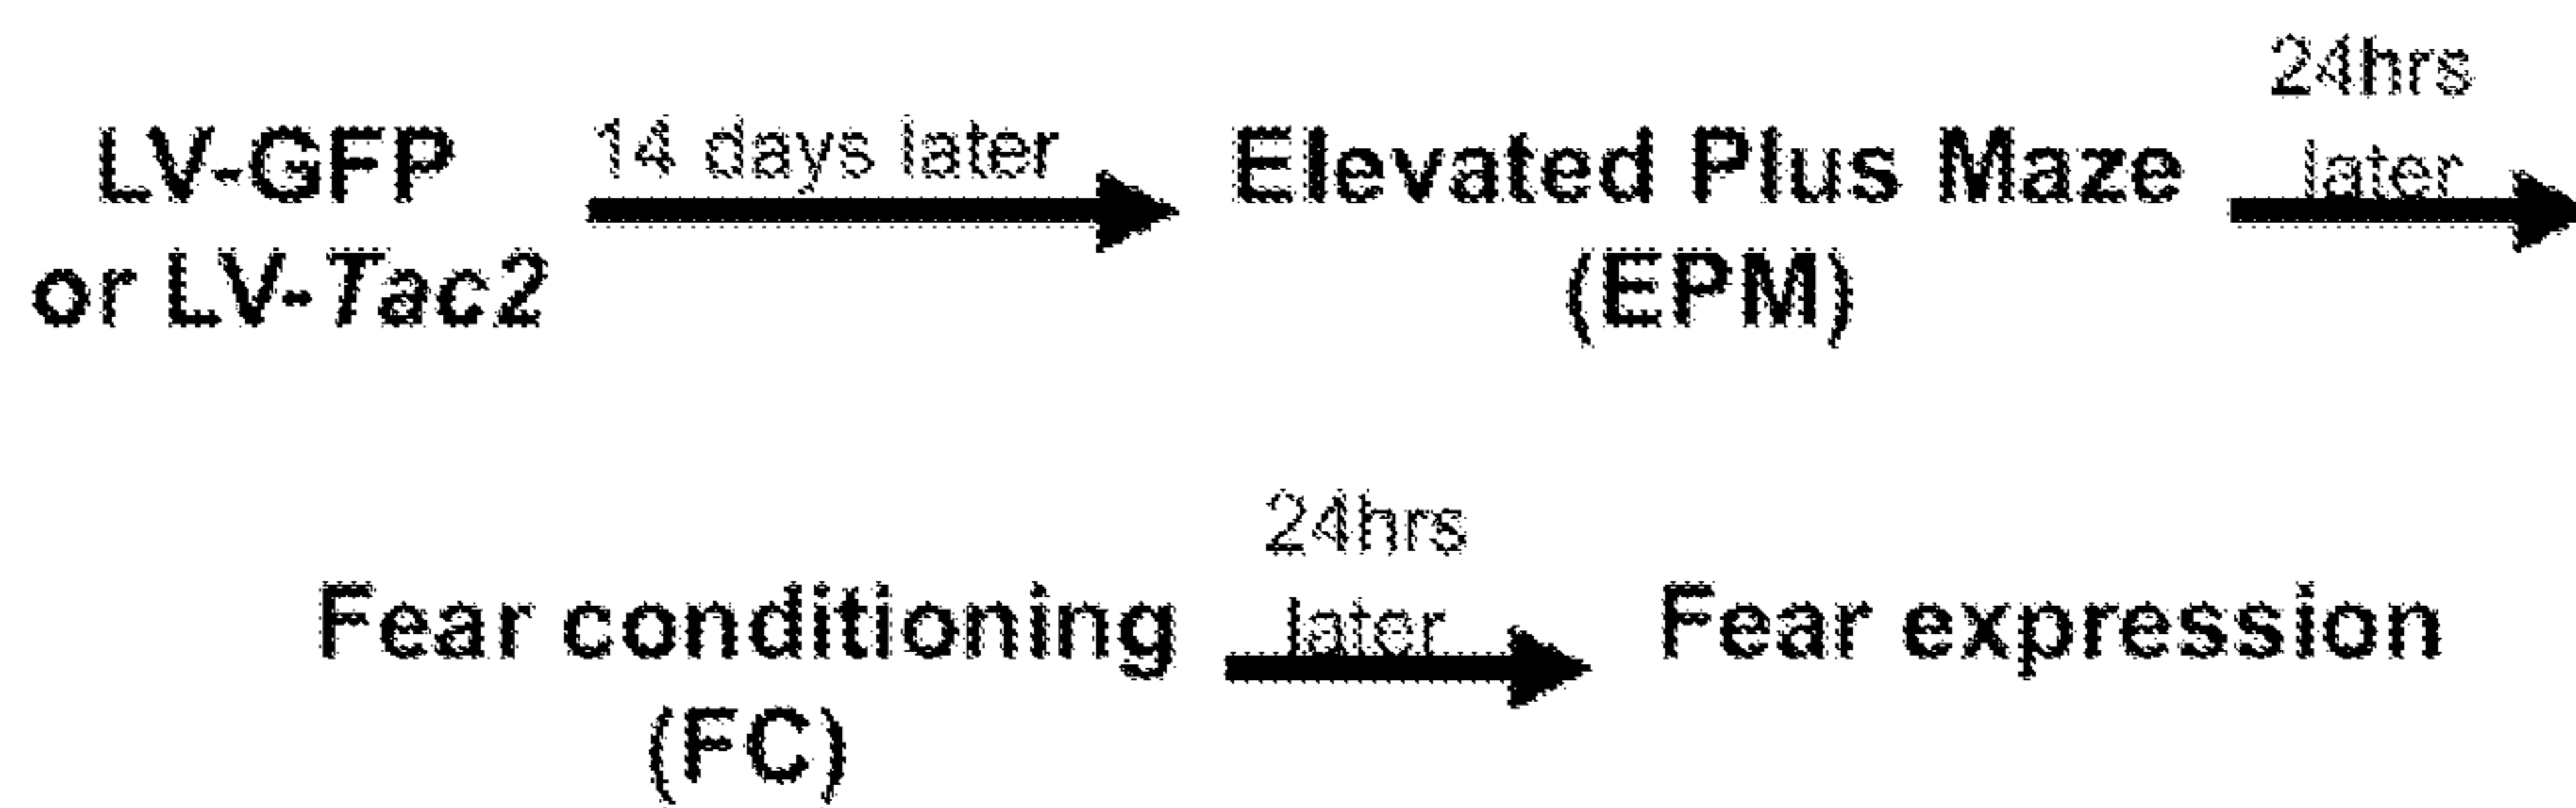 LV-GFP
or LV-Tac2
14 days later
Elevated Plus Maze
(EPM)
24hrs
later
Fear conditioning
(FC)
24hrs
later
Fear expression